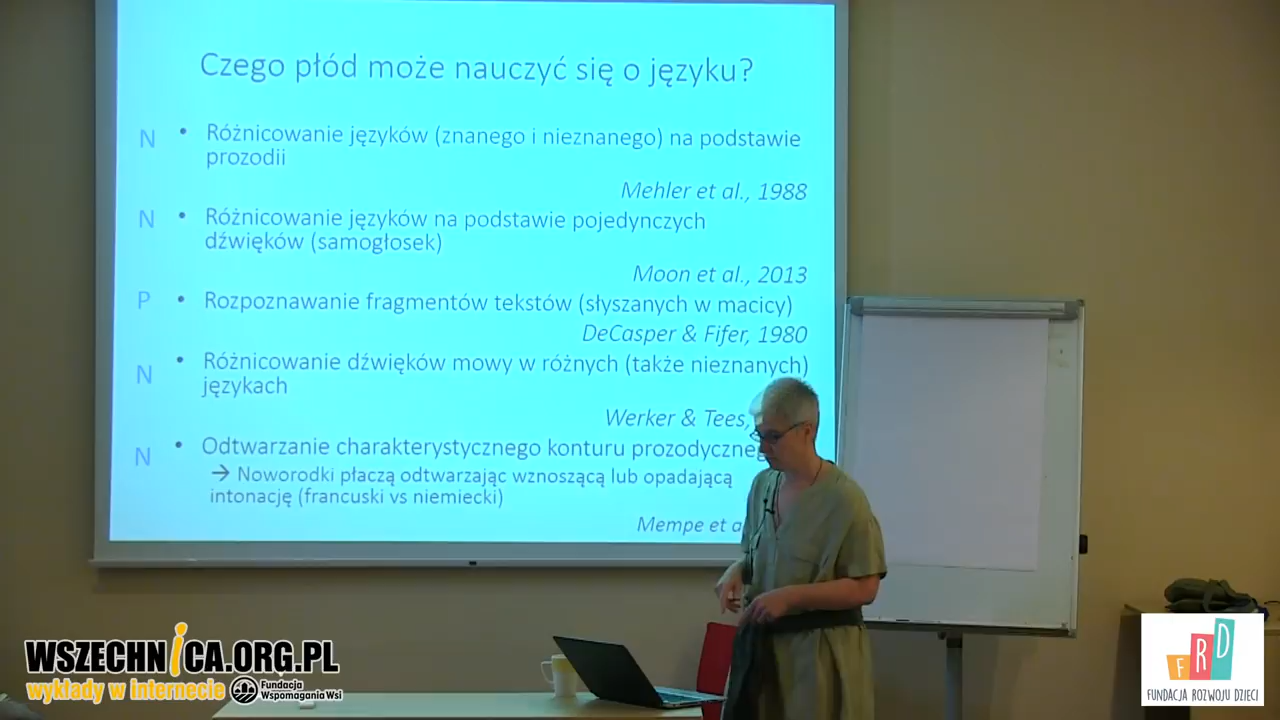 Czego płód może nauczyć się o języku?
N • Różnicowanie języków (znanego i nieznanego) na podstawie
prozodii
Mehler et al., 1988
N • Różnicowanie języków na podstawie pojedynczych
dźwięków (samogłosek)
Moon et al., 2013
P • Rozpoznawanie fragmentów tekstów (słyszanych w macicy)
DeCasper & Fifer, 1980
N • Różnicowanie dźwięków mowy w różnych (także nieznanych)
językach
Werker & Tees,
N • Odtwarzanie charakterystycznego konturu prozodyczneg
→ Noworodki płaczą odtwarzając wznoszącą lub opadającą
intonację (francuski vs niemiecki)
Mempe et a
WSZECHNICA.ORG.PL
wykłady w internecie
Fundacja
Wspomagania Wsi
FRD
FUNDACJA ROZWOJU DZIECI